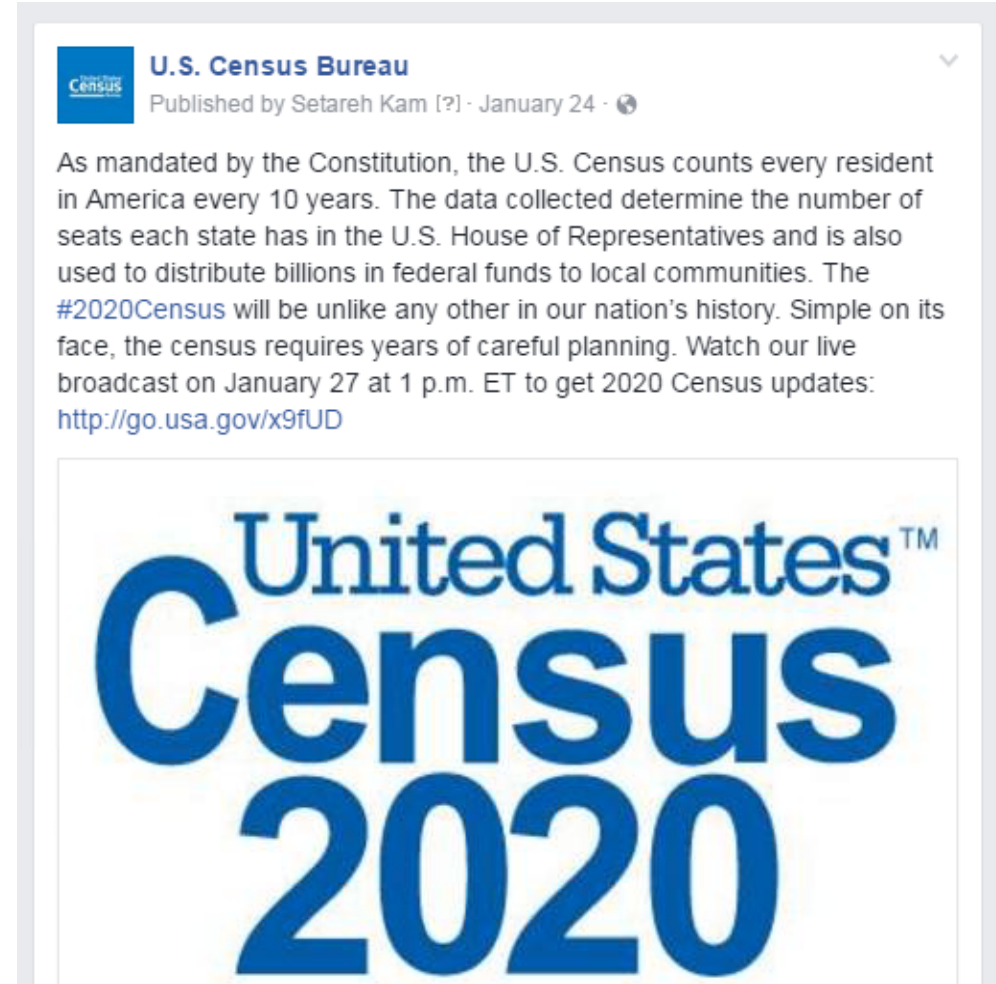 United States
Census
Bureau
U.S. Census Bureau
Published by Setareh Kam [?] · January 24 ·
As mandated by the Constitution, the U.S. Census counts every resident
in America every 10 years. The data collected determine the number of
seats each state has in the U.S. House of Representatives and is also
used to distribute billions in federal funds to local communities. The
#2020Census will be unlike any other in our nation's history. Simple on its
face, the census requires years of careful planning. Watch our live
broadcast on January 27 at 1 p.m. ET to get 2020 Census updates:
http://go.usa.gov/x9fUD
United States™
Census
2020